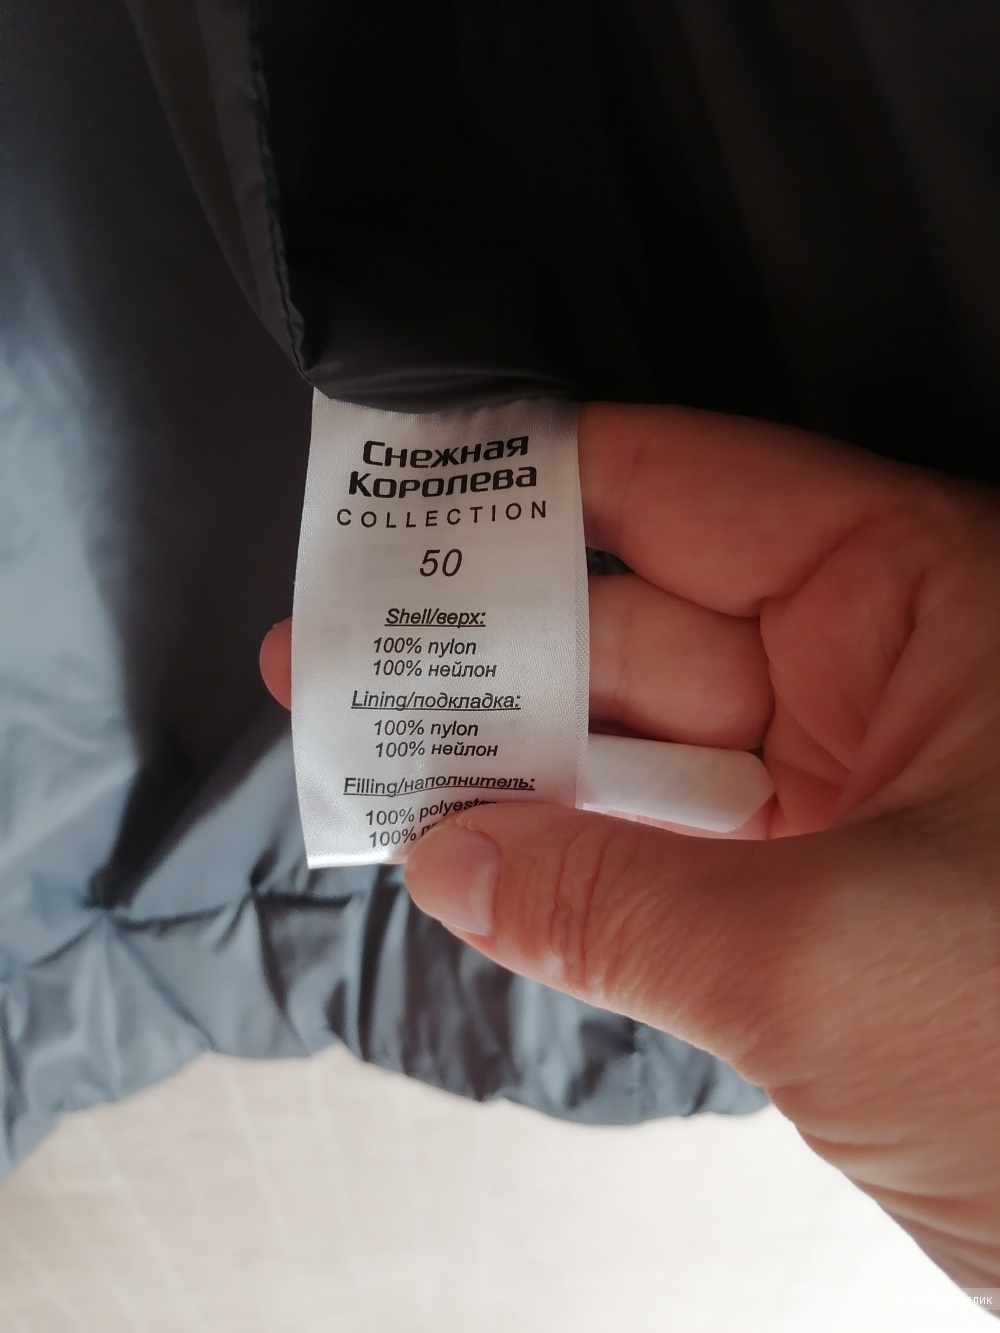 Снежная
Королева
COLLECTION
50
Shell/верх:
100% nylon
100% нейлон
Lining/подкладка:
100% nylon
100% нейлон
Filling/наполнитель:
100%
100%